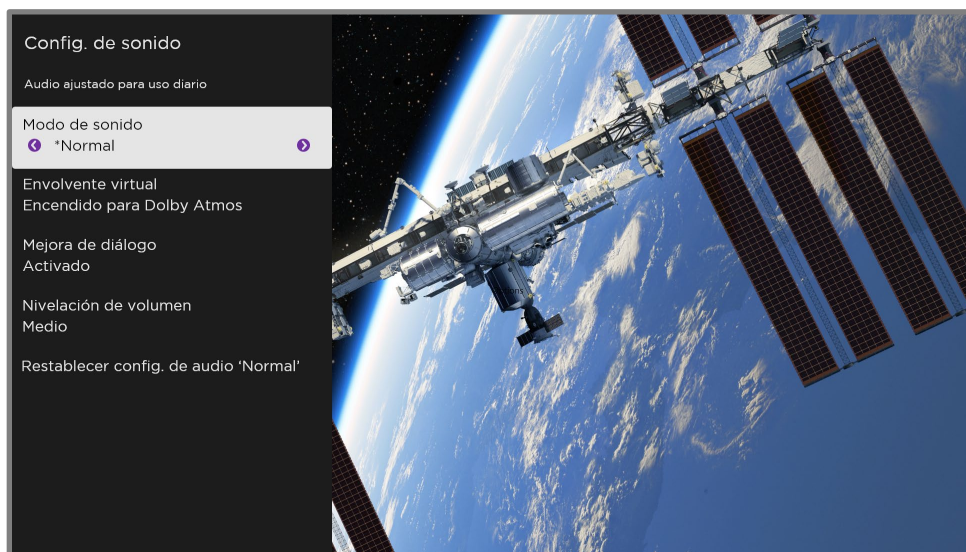 Config. de sonido
Audio ajustado para uso diario
Modo de sonido
*Normal
Envolvente virtual
Encendido para Dolby Atmos
Mejora de diálogo
Activado
Nivelación de volumen
Medio
Restablecer config. de audio ‘Normal’
ons